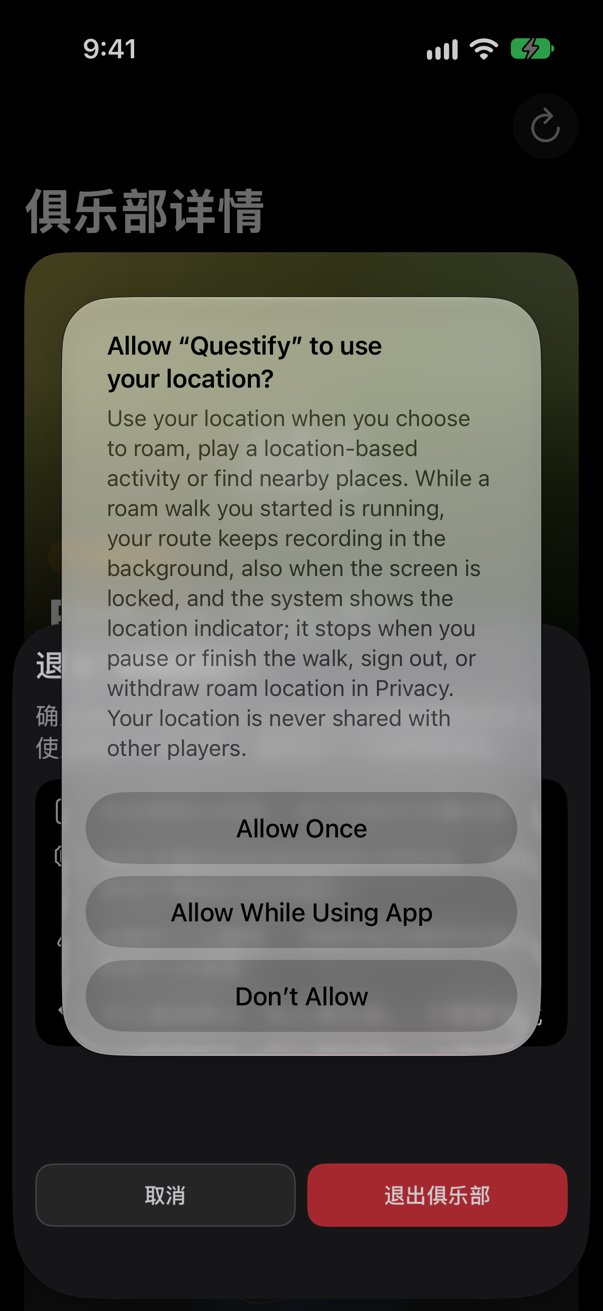 9:41
俱乐部详情
Allow “Questify” to use
your location?
Use your location when you choose
to roam, play a location-based
activity or find nearby places. While a
roam walk you started is running,
your route keeps recording in the
background, also when the screen is
locked, and the system shows the
location indicator; it stops when you
pause or finish the walk, sign out, or
withdraw roam location in Privacy.
Your location is never shared with
other players.
退
确
使
Allow Once
Allow While Using App
Don’t Allow
取消
退出俱乐部